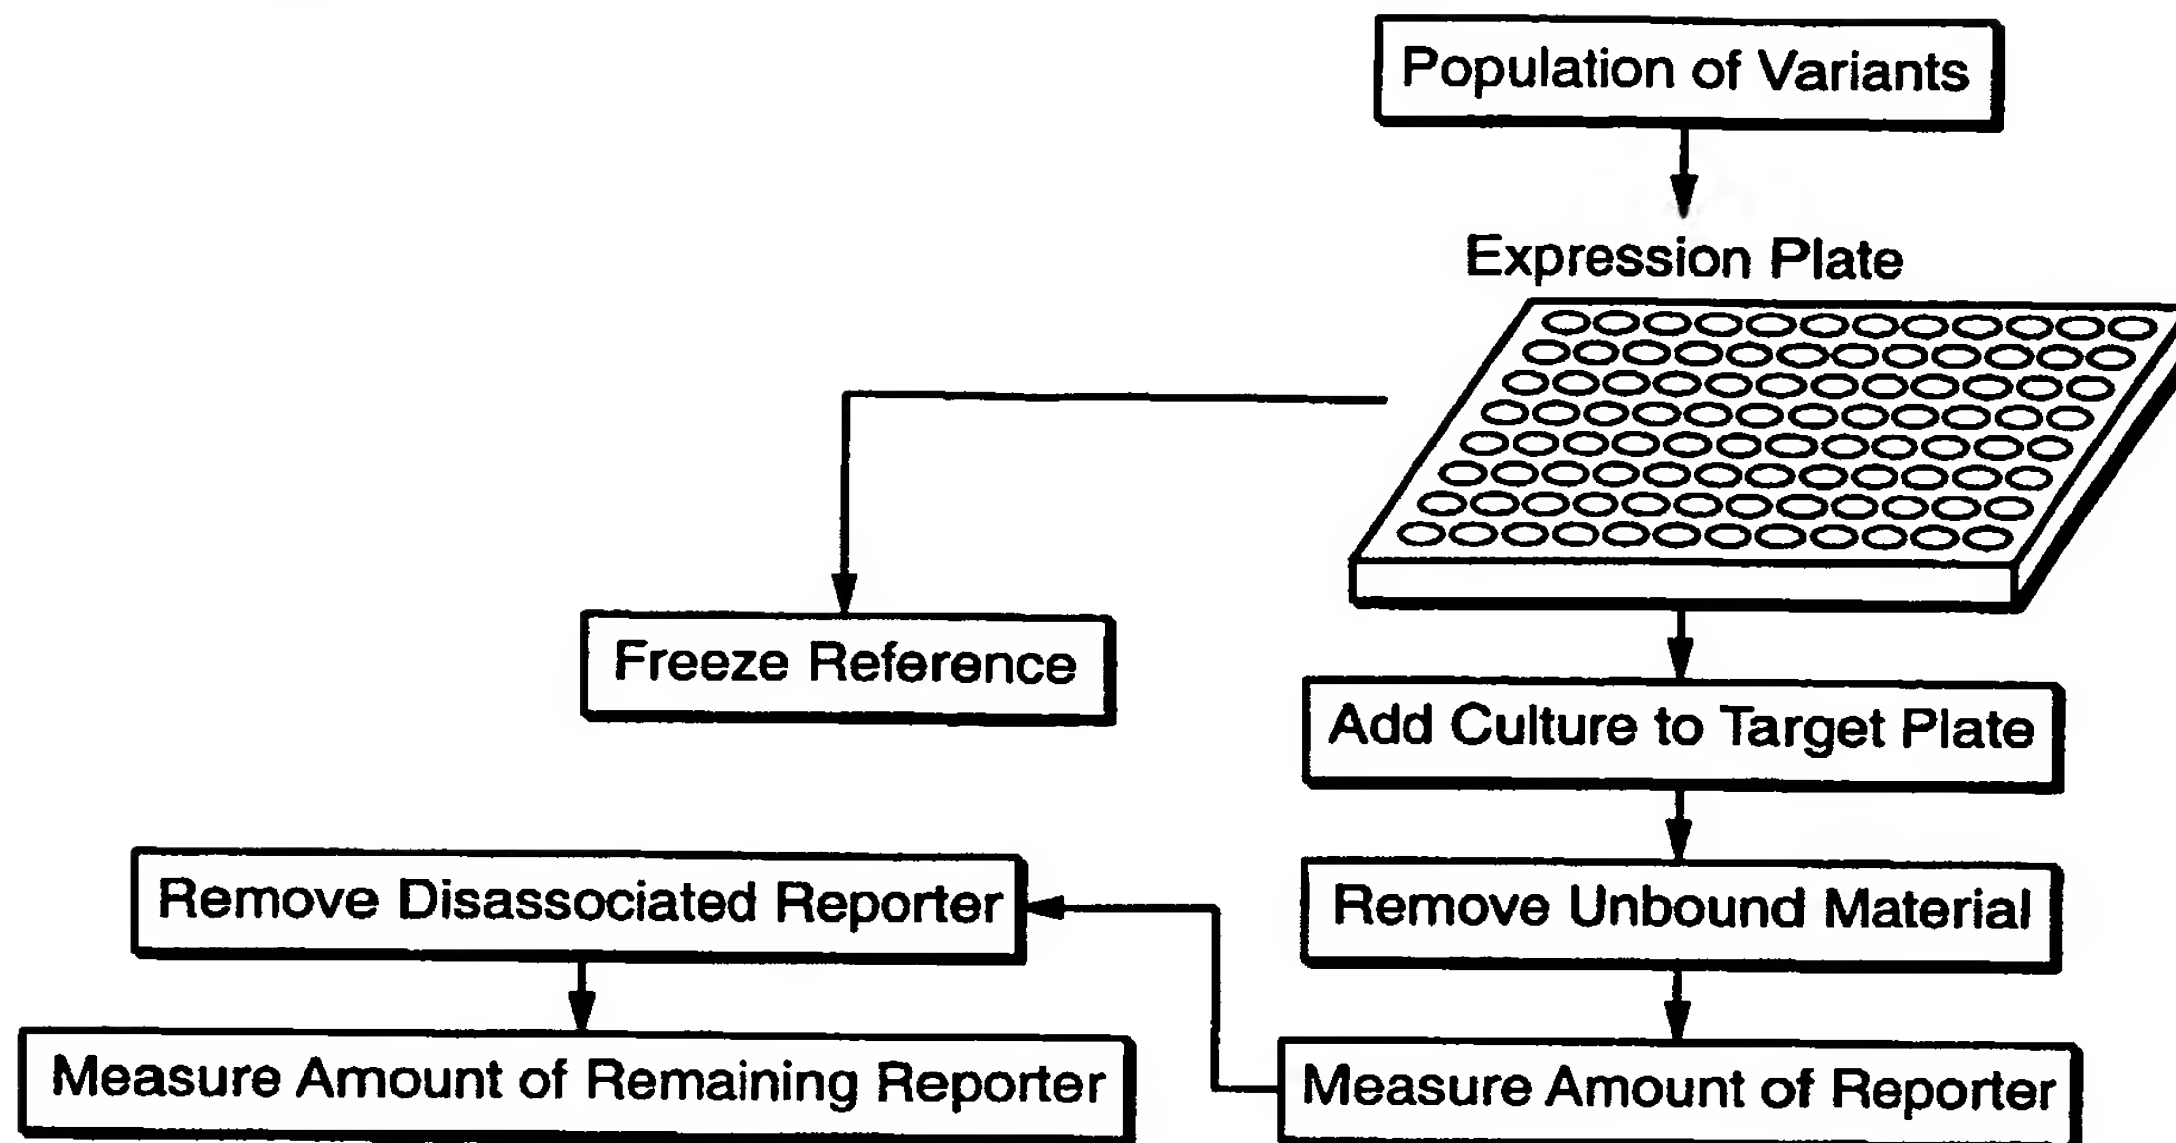 Population of Variants
Expression Plate
Freeze Reference
Add Culture to Target Plate
Remove Unbound Material
Measure Amount of Reporter
Remove Disassociated Reporter
Measure Amount of Remaining Reporter